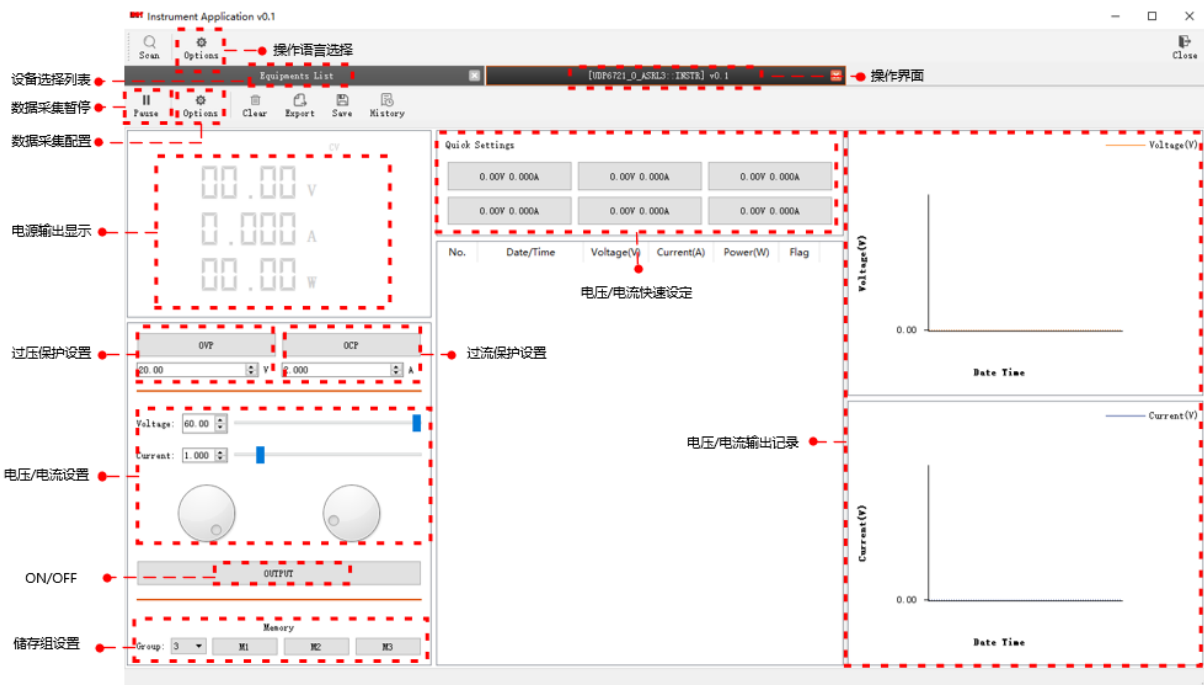 UNI-T Instrument Application v0.1
Scan
Options
操作语言选择
Close
设备选择列表
Equipments List
[UDP6721_0_ASRL3::INSTR] v0.1
操作界面
数据采集暂停
Pause
Options
Clear
Export
Save
History
数据采集配置
CV
00.00 V
0.000 A
00.00 W
电源输出显示
Quick Settings
0.00V 0.000A
0.00V 0.000A
0.00V 0.000A
0.00V 0.000A
0.00V 0.000A
0.00V 0.000A
No.
Date/Time
Voltage(V)
Current(A)
Power(W)
Flag
电压/电流快速设定
Voltage(V)
Voltage(V)
0.00
Date Time
过压保护设置
OVP
OCP
过流保护设置
20.00 V
2.000 A
Voltage: 60.00
Current: 1.000
电压/电流设置
电压/电流输出记录
Current(V)
Current(V)
0.00
Date Time
ON/OFF
OUTPUT
储存组设置
Memory
Group: 3
M1
M2
M3